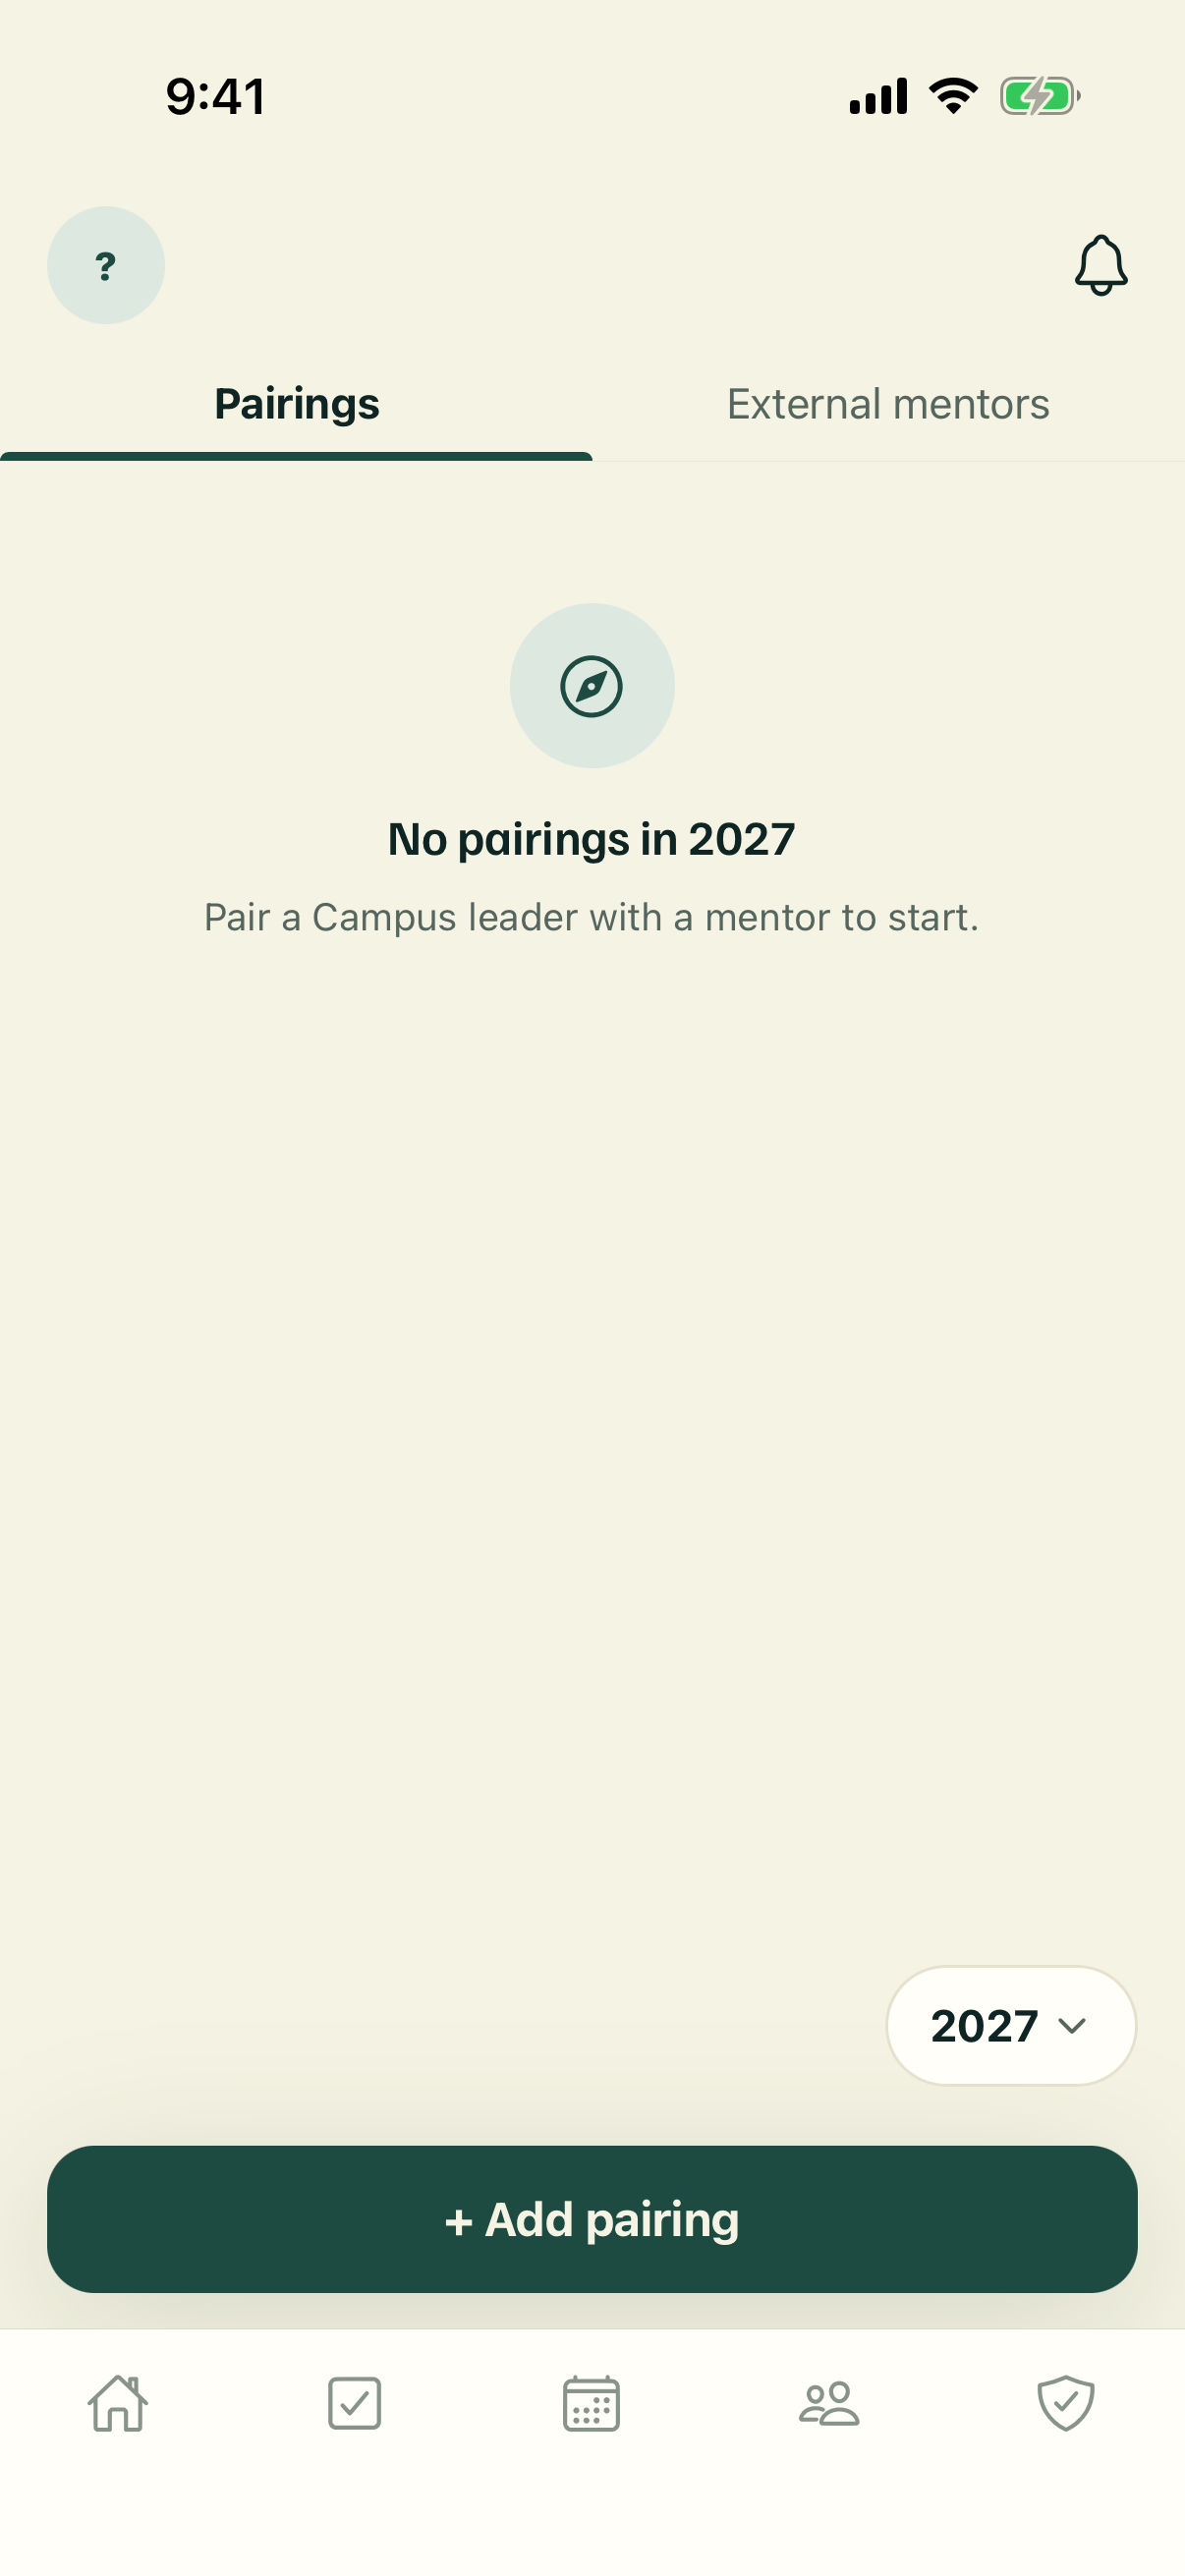 9:41
?
Pairings
External mentors
No pairings in 2027
Pair a Campus leader with a mentor to start.
2027
+ Add pairing